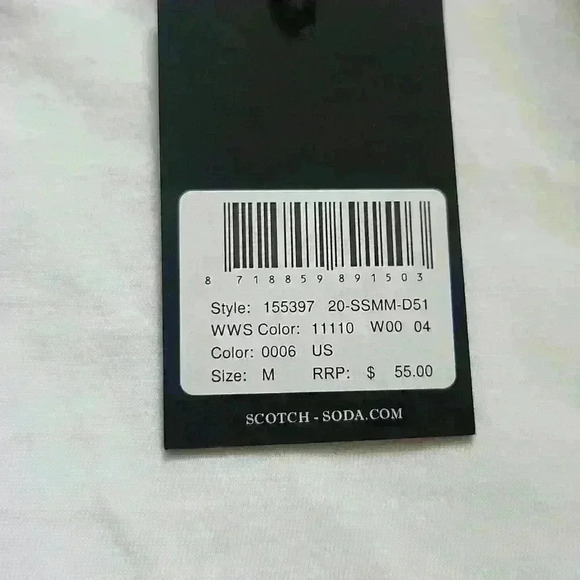 8 718859 891503
Style: 155397 20-SSMM-D51
WWS Color: 11110 W00 04
Color: 0006 US
Size: M RRP: $ 55.00
SCOTCH - SODA.COM